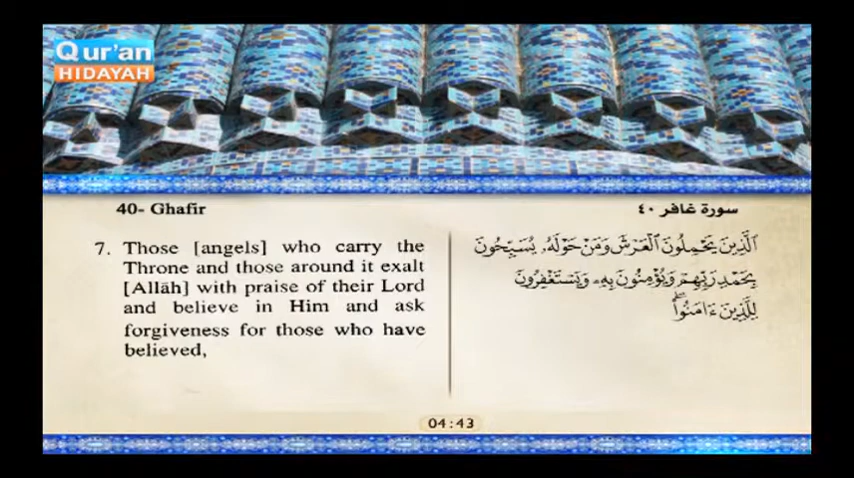 Qur'an
HIDAYAH
40- Ghafir
سورة غافر ٤٠
7. Those [angels] who carry the
Throne and those around it exalt
[Allāh] with praise of their Lord
and believe in Him and ask
forgiveness for those who have
believed,
ٱلَّذِينَ يَحْمِلُونَ ٱلْعَرْشَ وَمَنْ حَوْلَهُۥ يُسَبِّحُونَ
بِحَمْدِ رَبِّهِمْ وَيُؤْمِنُونَ بِهِۦ وَيَسْتَغْفِرُونَ
لِلَّذِينَ ءَامَنُوا۟ۖ
04:43